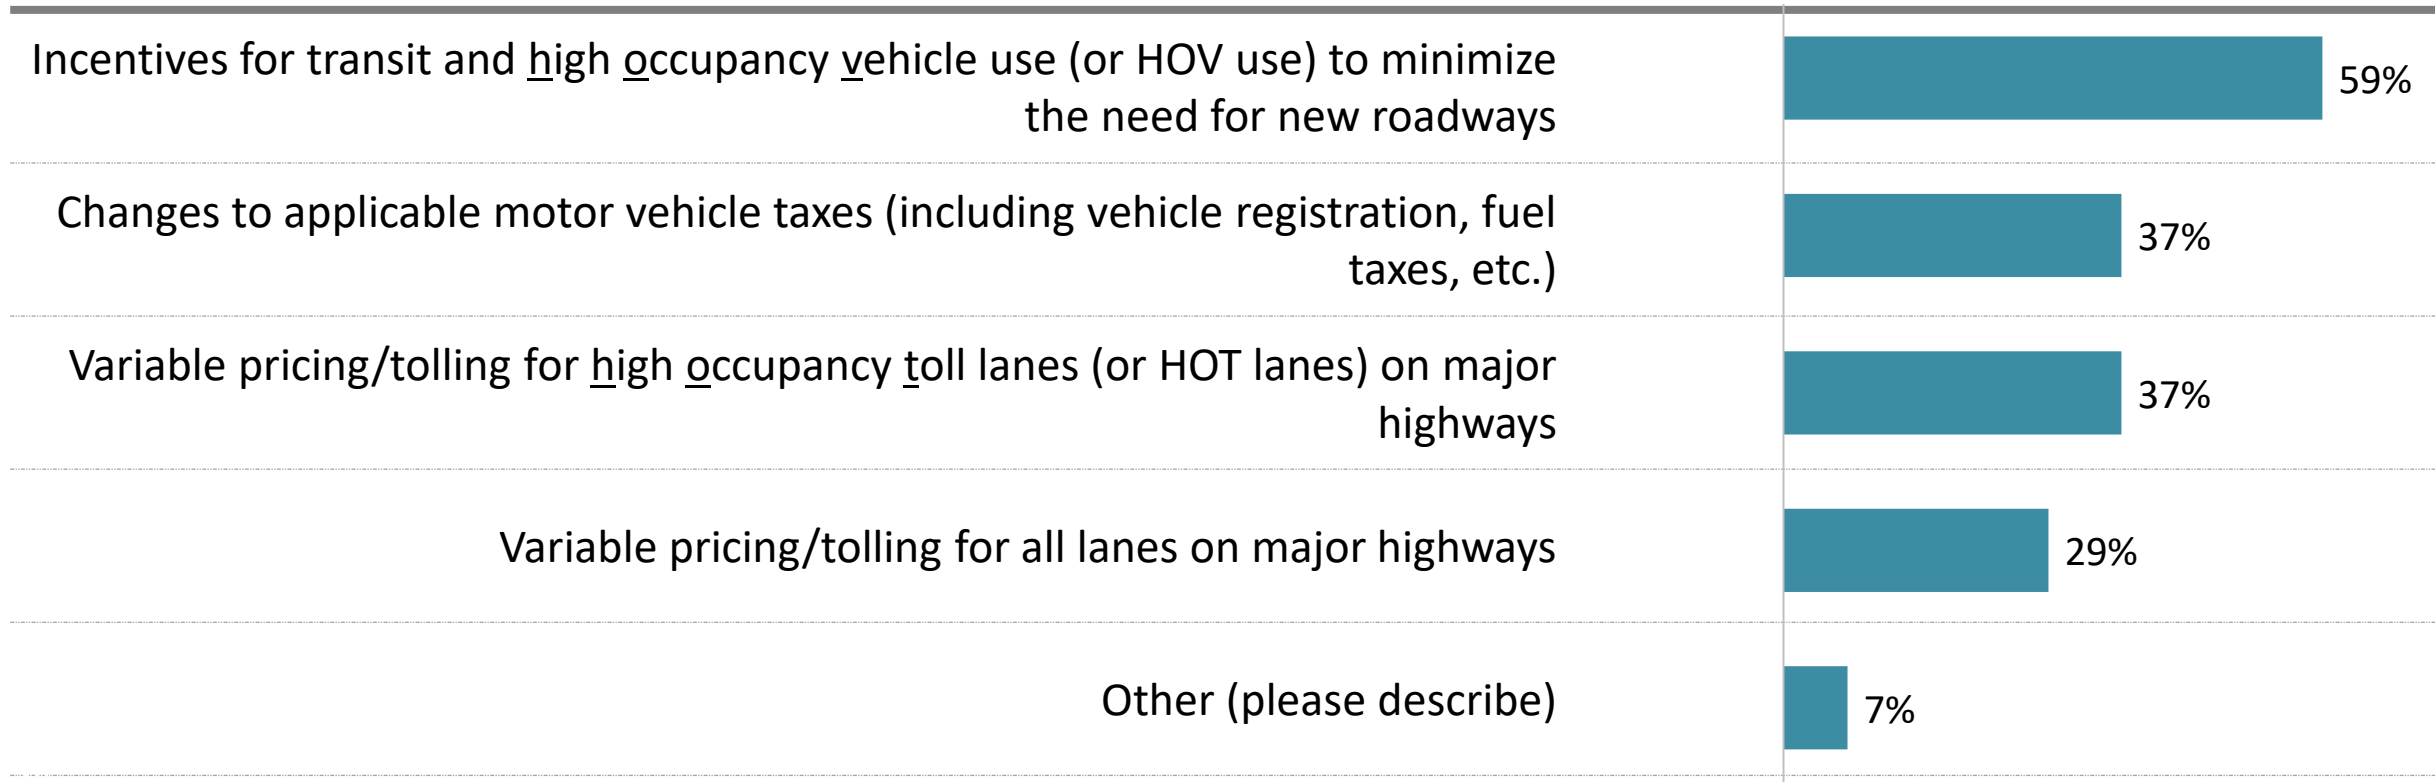 Incentives for transit and high occupancy vehicle use (or HOV use) to minimize
the need for new roadways
59%
Changes to applicable motor vehicle taxes (including vehicle registration, fuel
taxes, etc.)
37%
Variable pricing/tolling for high occupancy toll lanes (or HOT lanes) on major
highways
37%
Variable pricing/tolling for all lanes on major highways
29%
Other (please describe)
7%